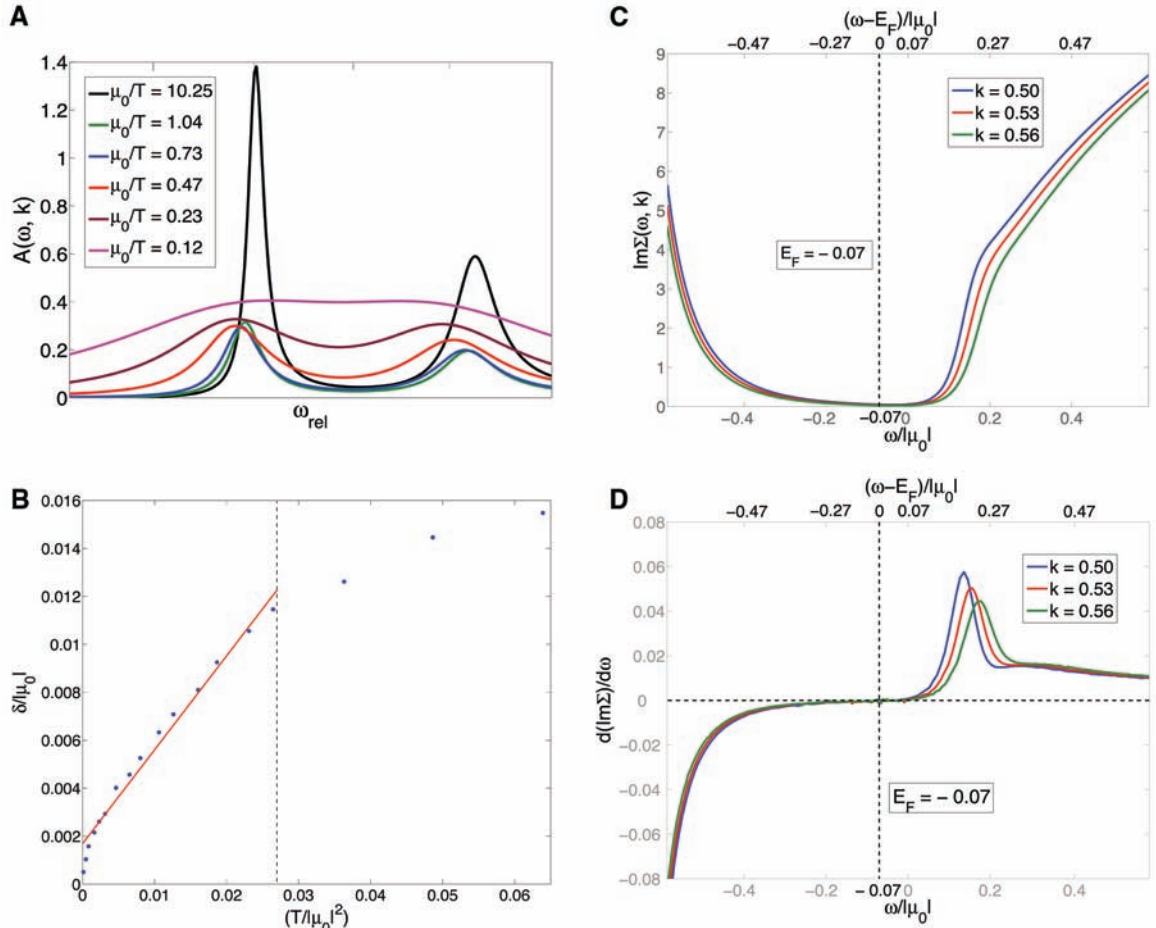 A
1.4
1.2
1
0.8
0.6
0.4
0.2
0
A(ω, k)
μ₀/T = 10.25
μ₀/T = 1.04
μ₀/T = 0.73
μ₀/T = 0.47
μ₀/T = 0.23
μ₀/T = 0.12
ω_rel
C
(ω−E_F)/|μ₀|
−0.47 −0.27 0 0.07 0.27 0.47
9
8
7
6
5
4
3
2
1
0
ImΣ(ω, k)
k = 0.50
k = 0.53
k = 0.56
E_F = − 0.07
−0.4 −0.2 −0.07 0 0.2 0.4
ω/|μ₀|
B
0.016
0.014
0.012
0.01
0.008
0.006
0.004
0.002
0
δ/|μ₀|
0 0.01 0.02 0.03 0.04 0.05 0.06
(T/|μ₀|²)
D
(ω−E_F)/|μ₀|
−0.47 −0.27 0 0.07 0.27 0.47
0.08
0.06
0.04
0.02
0
−0.02
−0.04
−0.06
−0.08
d(ImΣ)/dω
k = 0.50
k = 0.53
k = 0.56
E_F = − 0.07
−0.4 −0.2 −0.07 0 0.2 0.4
ω/|μ₀|